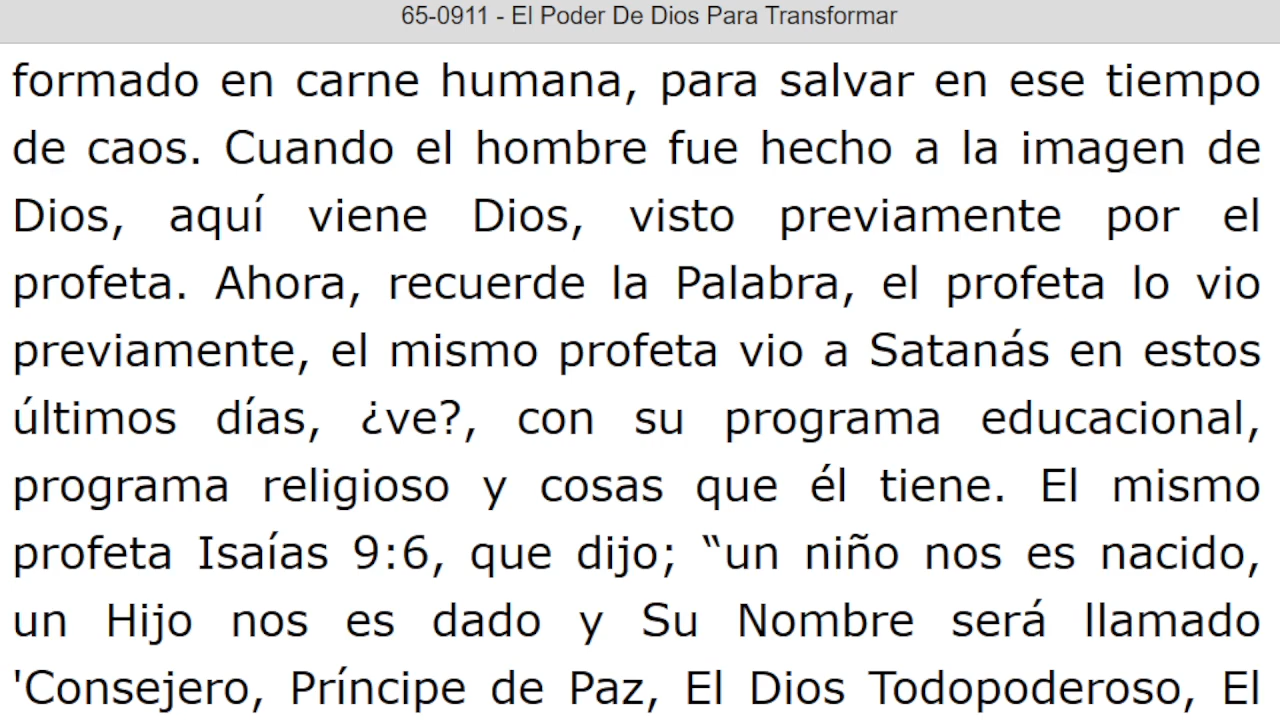 65-0911 - El Poder De Dios Para Transformar
formado en carne humana, para salvar en ese tiempo
de caos. Cuando el hombre fue hecho a la imagen de
Dios, aquí viene Dios, visto previamente por el
profeta. Ahora, recuerde la Palabra, el profeta lo vio
previamente, el mismo profeta vio a Satanás en estos
últimos días, ¿ve?, con su programa educacional,
programa religioso y cosas que él tiene. El mismo
profeta Isaías 9:6, que dijo; “un niño nos es nacido,
un Hijo nos es dado y Su Nombre será llamado
'Consejero, Príncipe de Paz, El Dios Todopoderoso, El